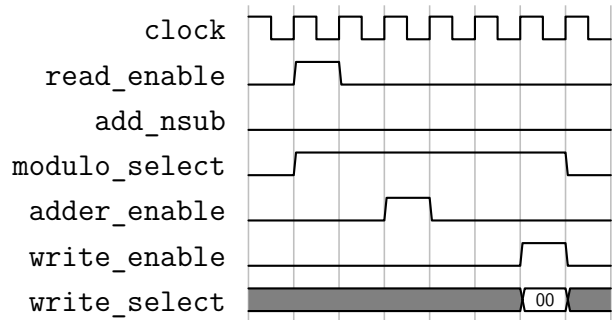 clock
read_enable
add_nsub
modulo_select
adder_enable
write_enable
write_select 00